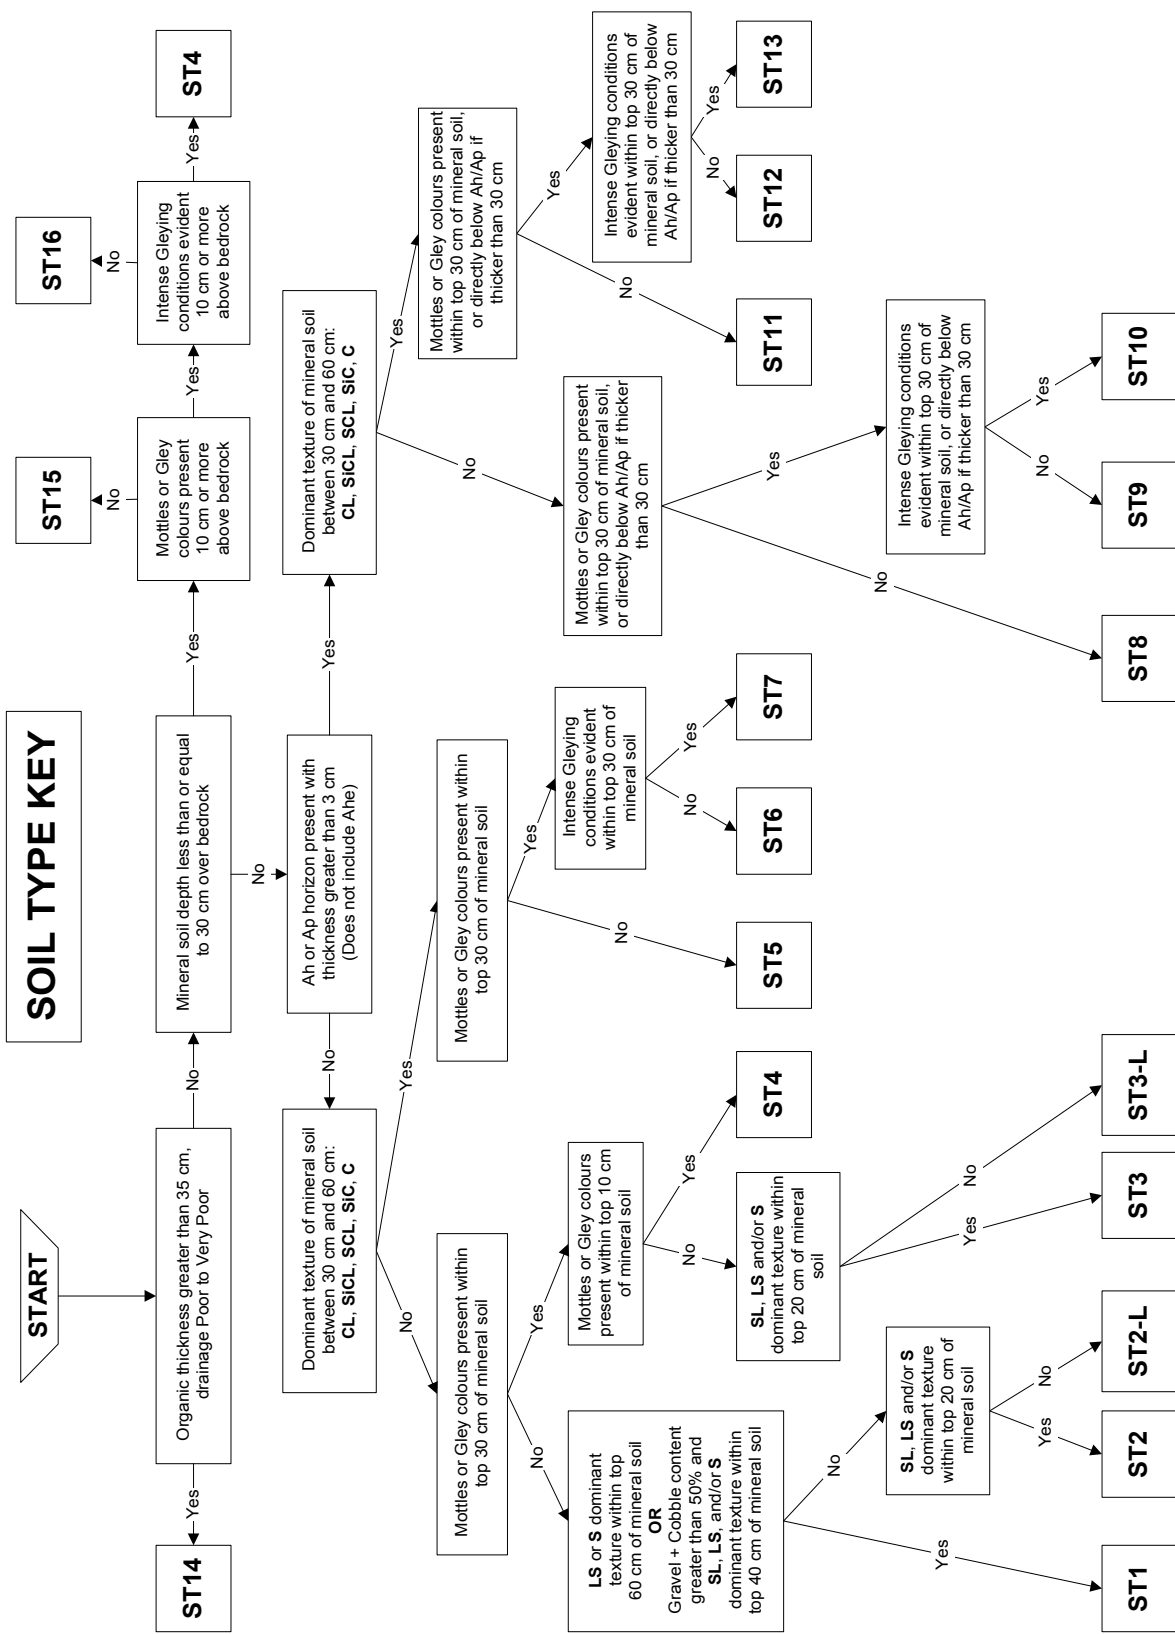 SOIL TYPE KEY
START
Organic thickness greater than 35 cm,
drainage Poor to Very Poor
Yes
ST14
No
Mineral soil depth less than or equal
to 30 cm over bedrock
Yes
Mottles or Gley
colours present
10 cm or more
above bedrock
No
ST15
Yes
Intense Gleying
conditions evident
10 cm or more
above bedrock
No
ST16
Yes
ST4
No
Ah or Ap horizon present with
thickness greater than 3 cm
(Does not include Ahe)
No
Dominant texture of mineral soil
between 30 cm and 60 cm:
CL, SiCL, SCL, SiC, C
No
Mottles or Gley colours present within
top 30 cm of mineral soil
No
LS or S dominant
texture within top
60 cm of mineral soil
OR
Gravel + Cobble content
greater than 50% and
SL, LS, and/or S
dominant texture within
top 40 cm of mineral soil
Yes
ST1
No
SL, LS and/or S
dominant texture
within top 20 cm of
mineral soil
Yes
ST2
No
ST2-L
Yes
Mottles or Gley colours
present within top 10 cm
of mineral soil
No
SL, LS and/or S
dominant texture within
top 20 cm of mineral
soil
Yes
ST3
No
ST3-L
Yes
ST4
Yes
Mottles or Gley colours present within
top 30 cm of mineral soil
No
ST5
Yes
Intense Gleying
conditions evident
within top 30 cm of
mineral soil
No
ST6
Yes
ST7
Yes
Dominant texture of mineral soil
between 30 cm and 60 cm:
CL, SiCL, SCL, SiC, C
No
Mottles or Gley colours present
within top 30 cm of mineral soil,
or directly below Ah/Ap if thicker
than 30 cm
No
ST8
Yes
Intense Gleying conditions
evident within top 30 cm of
mineral soil, or directly below
Ah/Ap if thicker than 30 cm
No
ST9
Yes
ST10
Yes
Mottles or Gley colours present
within top 30 cm of mineral soil,
or directly below Ah/Ap if
thicker than 30 cm
No
ST11
Yes
Intense Gleying conditions
evident within top 30 cm of
mineral soil, or directly below
Ah/Ap if thicker than 30 cm
No
ST12
Yes
ST13